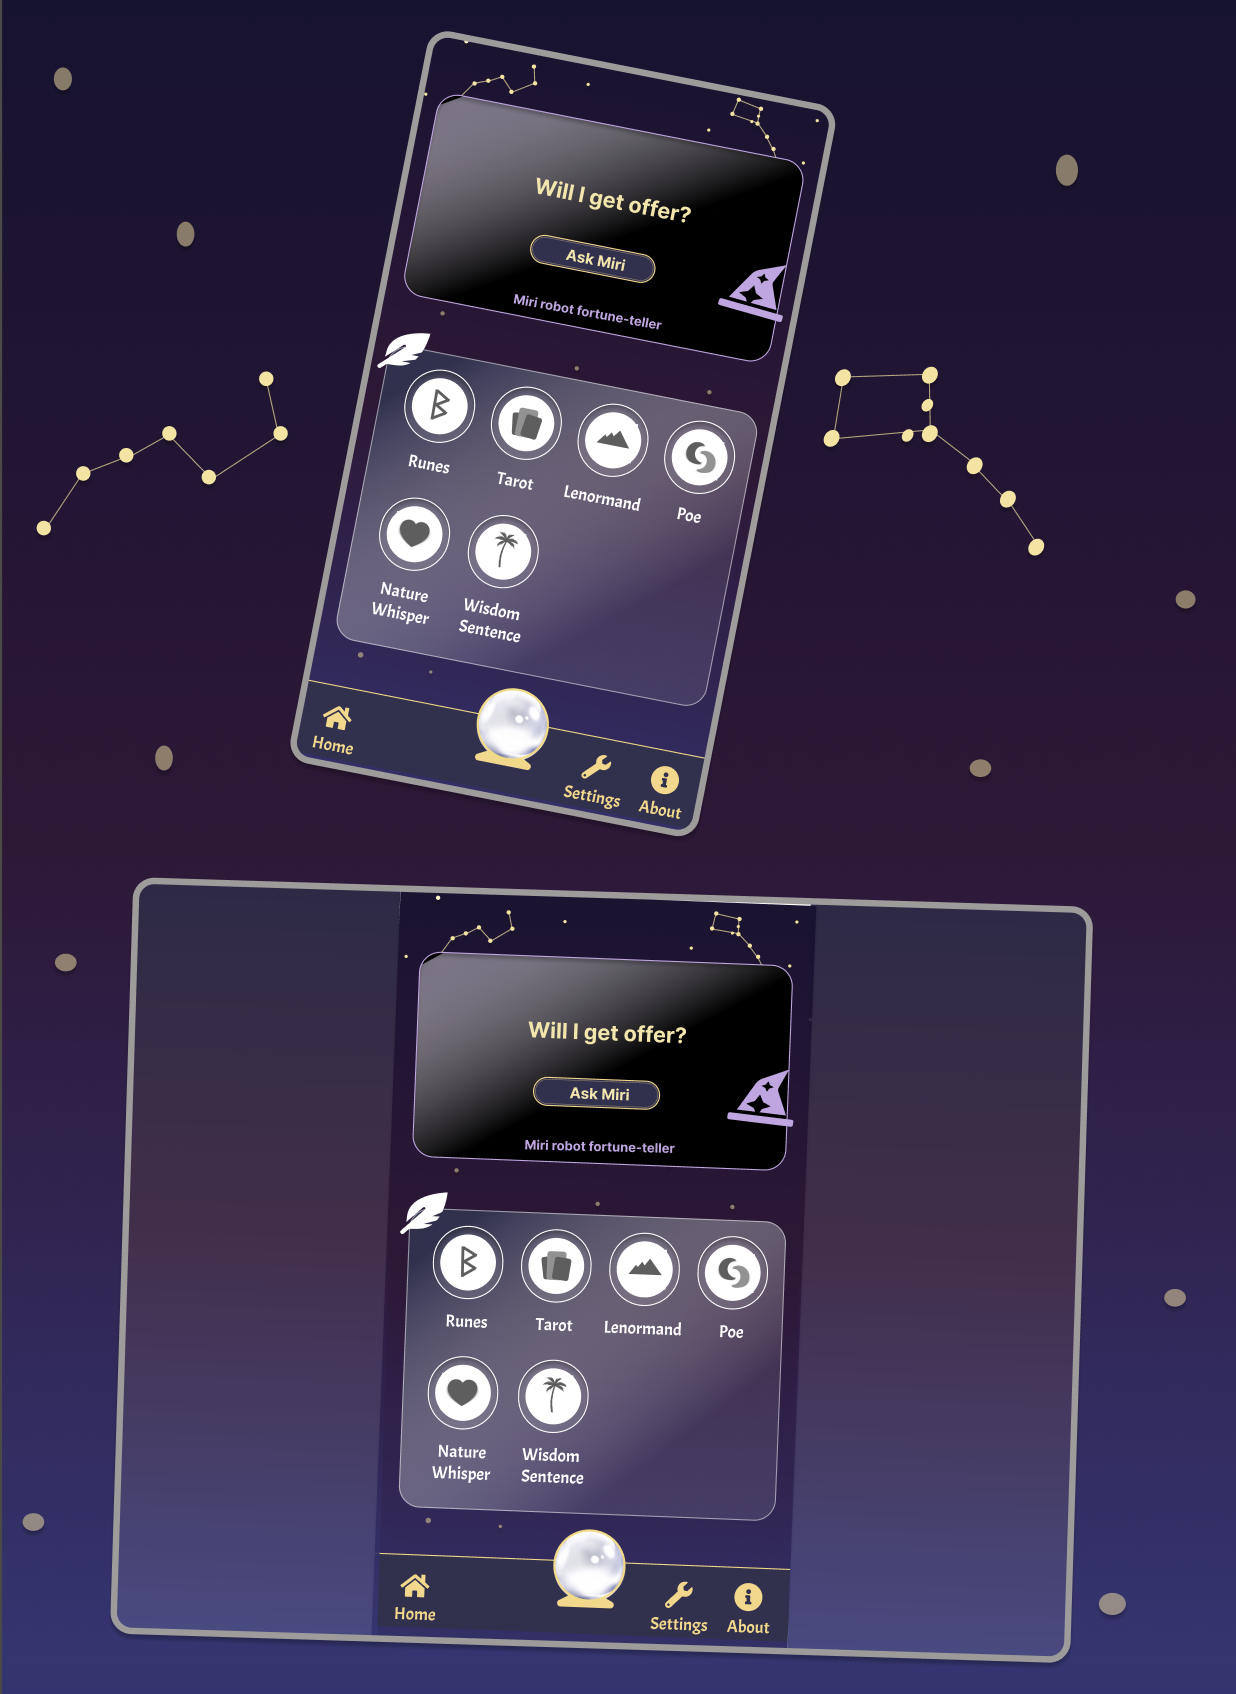 Will I get offer?
Ask Miri
Miri robot fortune-teller
Runes
Tarot
Lenormand
Poe
Nature
Whisper
Wisdom
Sentence
Home
Settings
About
Will I get offer?
Ask Miri
Miri robot fortune-teller
Runes
Tarot
Lenormand
Poe
Nature
Whisper
Wisdom
Sentence
Home
Settings
About